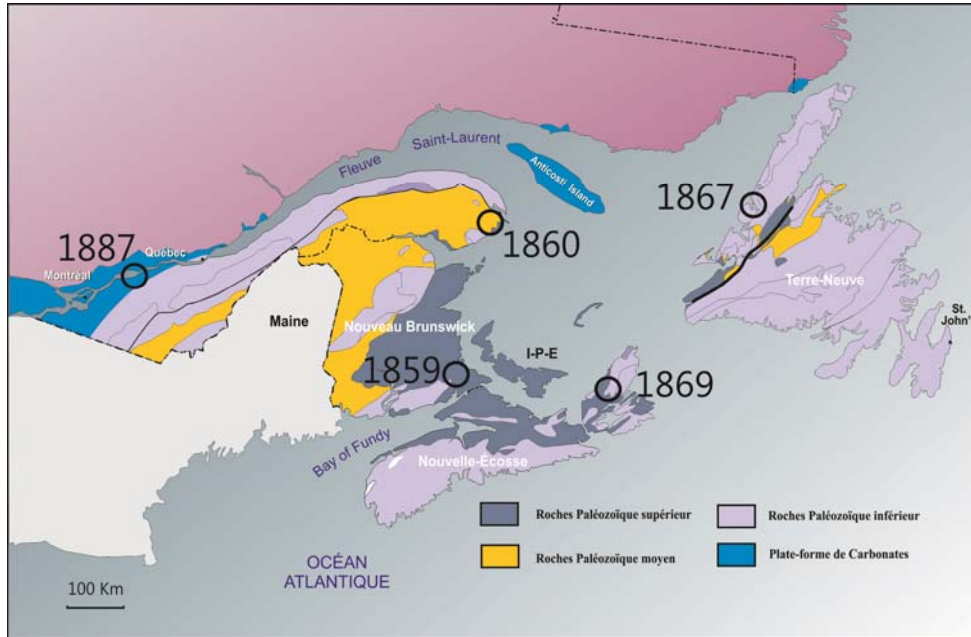 Fleuve Saint-Laurent
Anticosti Island
1867
1887
Québec
Montréal
1860
Terre-Neuve
St.
John'
Maine
Nouveau Brunswick
I-P-E
1859
1869
Bay of Fundy
Nouvelle-Écosse
Roches Paléozoïque supérieur
Roches Paléozoïque inférieur
Roches Paléozoïque moyen
Plate-forme de Carbonates
OCÉAN
ATLANTIQUE
100 Km